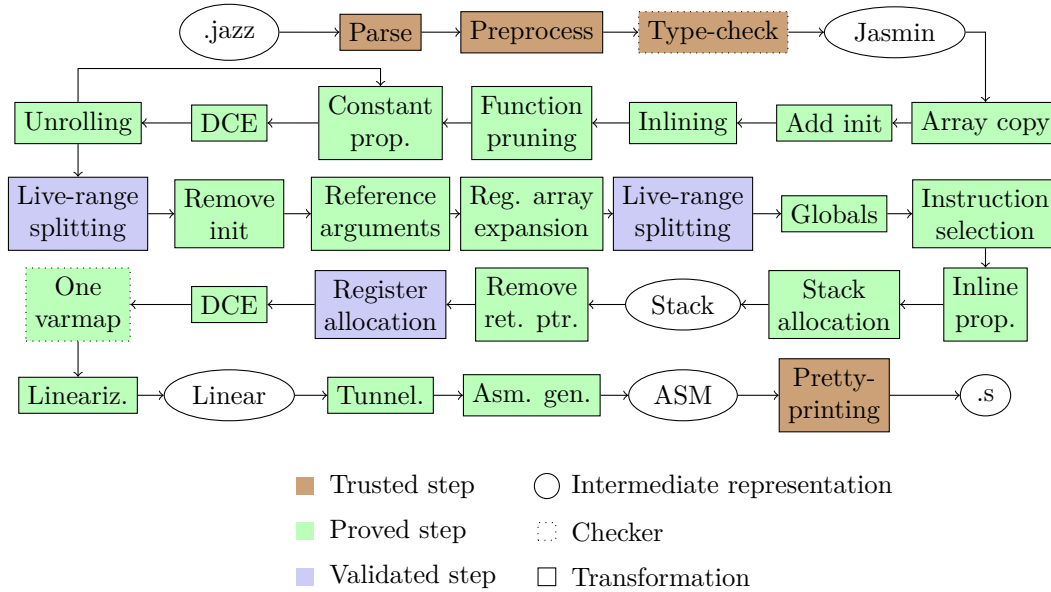 .jazz
Parse
Preprocess
Type-check
Jasmin
Unrolling
DCE
Constant
prop.
Function
pruning
Inlining
Add init
Array copy
Live-range
splitting
Remove
init
Reference
arguments
Reg. array
expansion
Live-range
splitting
Globals
Instruction
selection
One
varmap
DCE
Register
allocation
Remove
ret. ptr.
Stack
Stack
allocation
Inline
prop.
Lineariz.
Linear
Tunnel.
Asm. gen.
ASM
Pretty-
printing
.s
Trusted step
Intermediate representation
Proved step
Checker
Validated step
Transformation